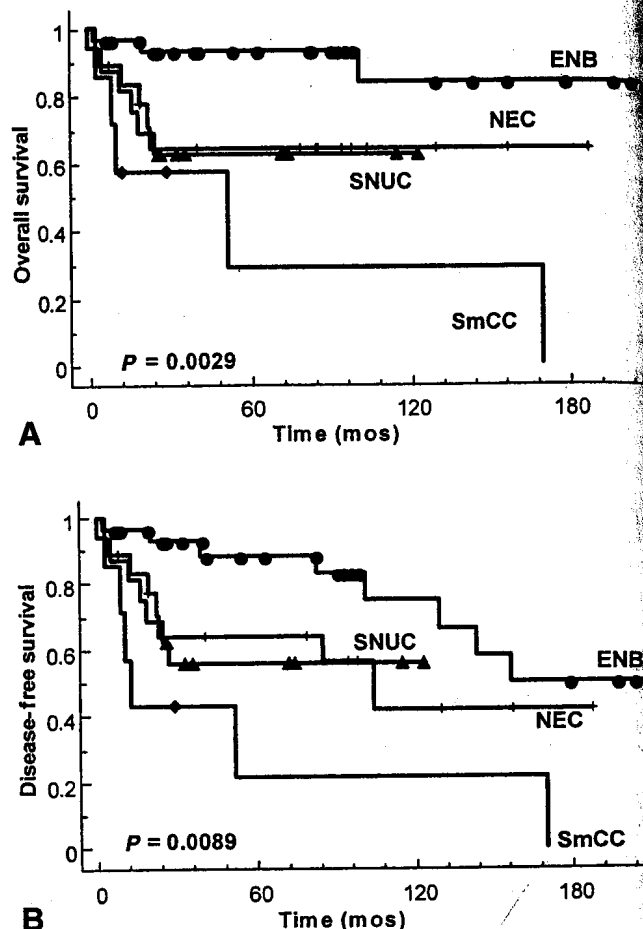 1
ENB
0.8
NEC
0.6
SNUC
0.4
0.2
SmCC
P = 0.0029
0
0 60 120 180
Time (mos)
Overall survival
A
1
0.8
SNUC
0.6
ENB
0.4
NEC
0.2
P = 0.0089
SmCC
0
0 60 120 180
Time (mos)
Disease-free survival
B